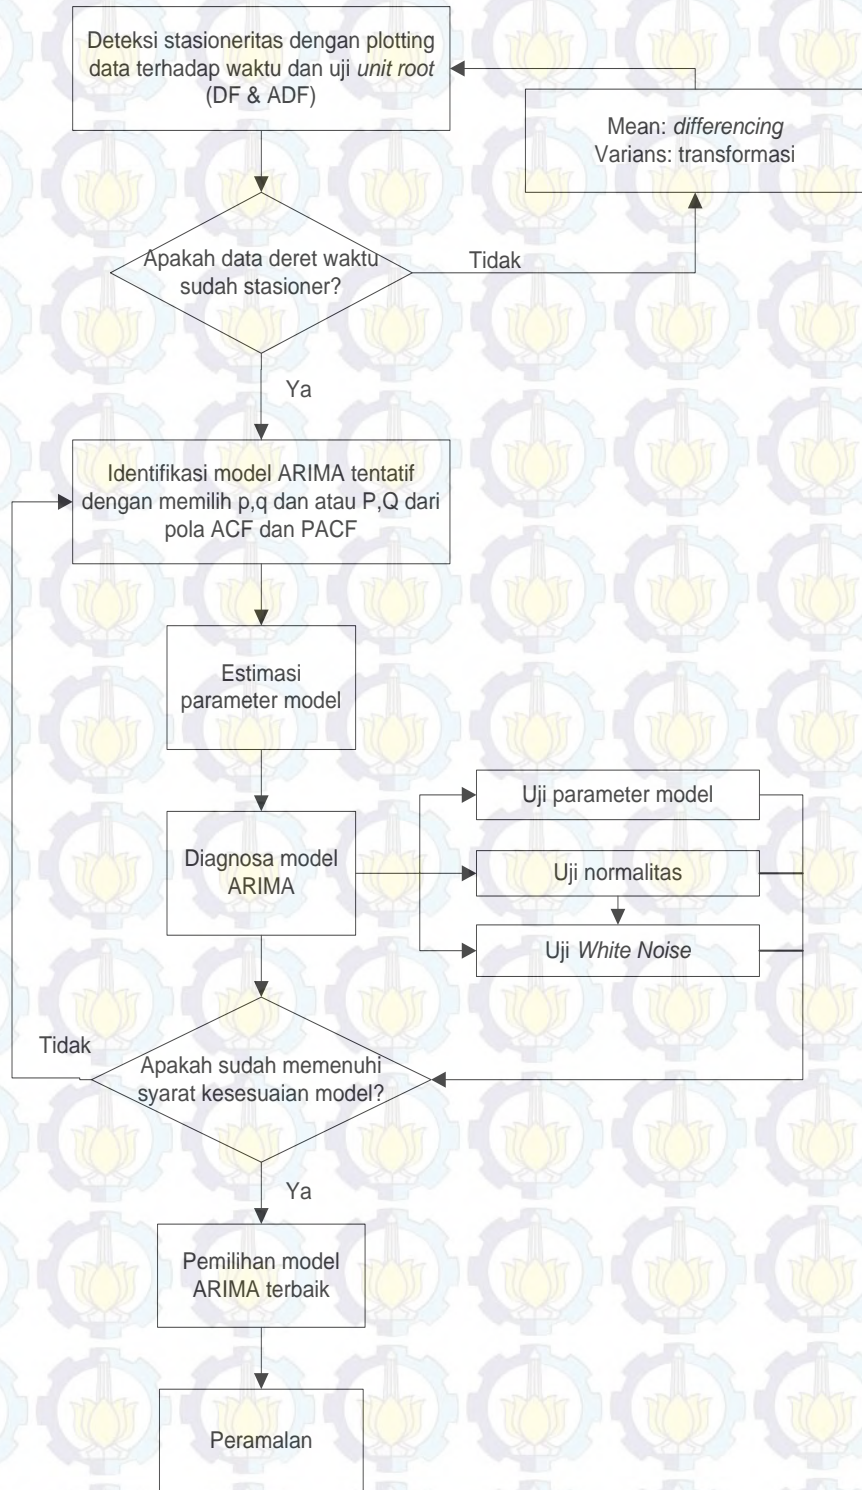 Deteksi stasioneritas dengan plotting
data terhadap waktu dan uji unit root
(DF & ADF)
Mean: differencing
Varians: transformasi
Apakah data deret waktu
sudah stasioner?
Tidak
Ya
Identifikasi model ARIMA tentatif
dengan memilih p,q dan atau P,Q dari
pola ACF dan PACF
Estimasi
parameter model
Diagnosa model
ARIMA
Uji parameter model
Uji normalitas
Uji White Noise
Tidak
Apakah sudah memenuhi
syarat kesesuaian model?
Ya
Pemilihan model
ARIMA terbaik
Peramalan